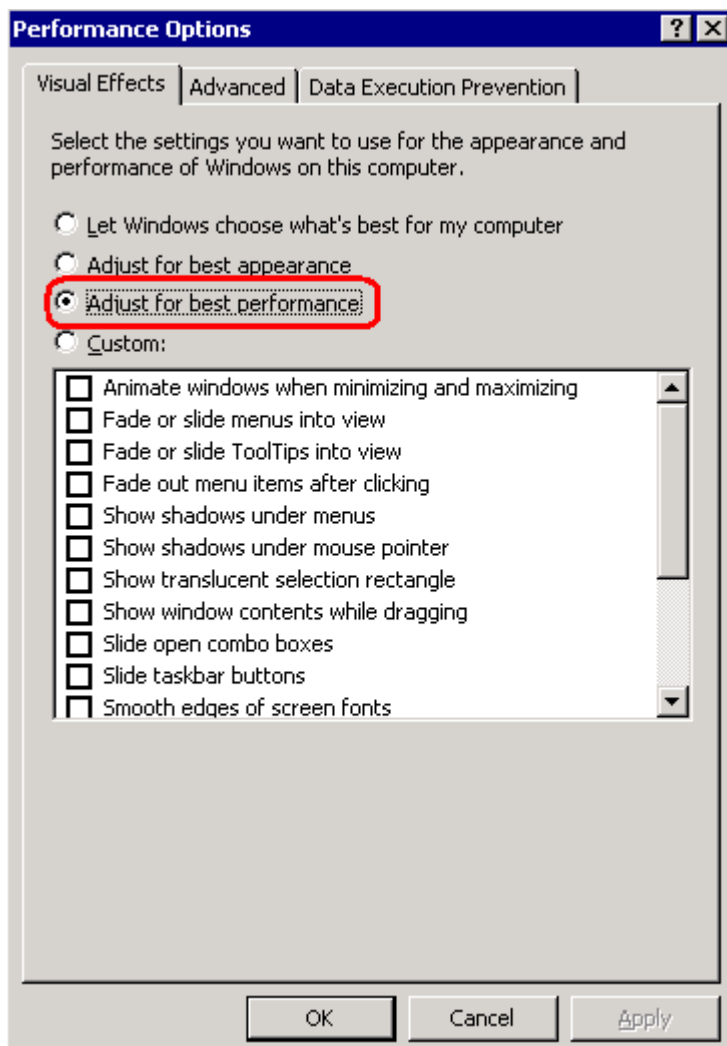 Performance Options
Visual Effects Advanced Data Execution Prevention
Select the settings you want to use for the appearance and
performance of Windows on this computer.
Let Windows choose what's best for my computer
Adjust for best appearance
Adjust for best performance
Custom:
Animate windows when minimizing and maximizing
Fade or slide menus into view
Fade or slide ToolTips into view
Fade out menu items after clicking
Show shadows under menus
Show shadows under mouse pointer
Show translucent selection rectangle
Show window contents while dragging
Slide open combo boxes
Slide taskbar buttons
Smooth edges of screen fonts
OK Cancel Apply